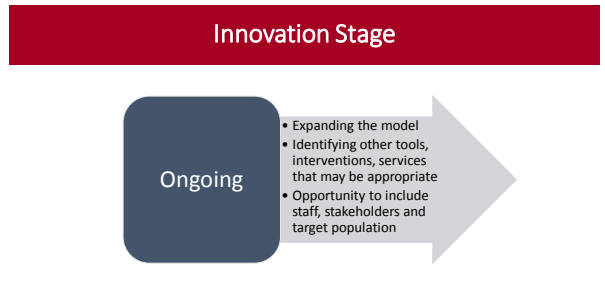 Innovation Stage
Ongoing
• Expanding the model
• Identifying other tools,
interventions, services
that may be appropriate
• Opportunity to include
staff, stakeholders and
target population